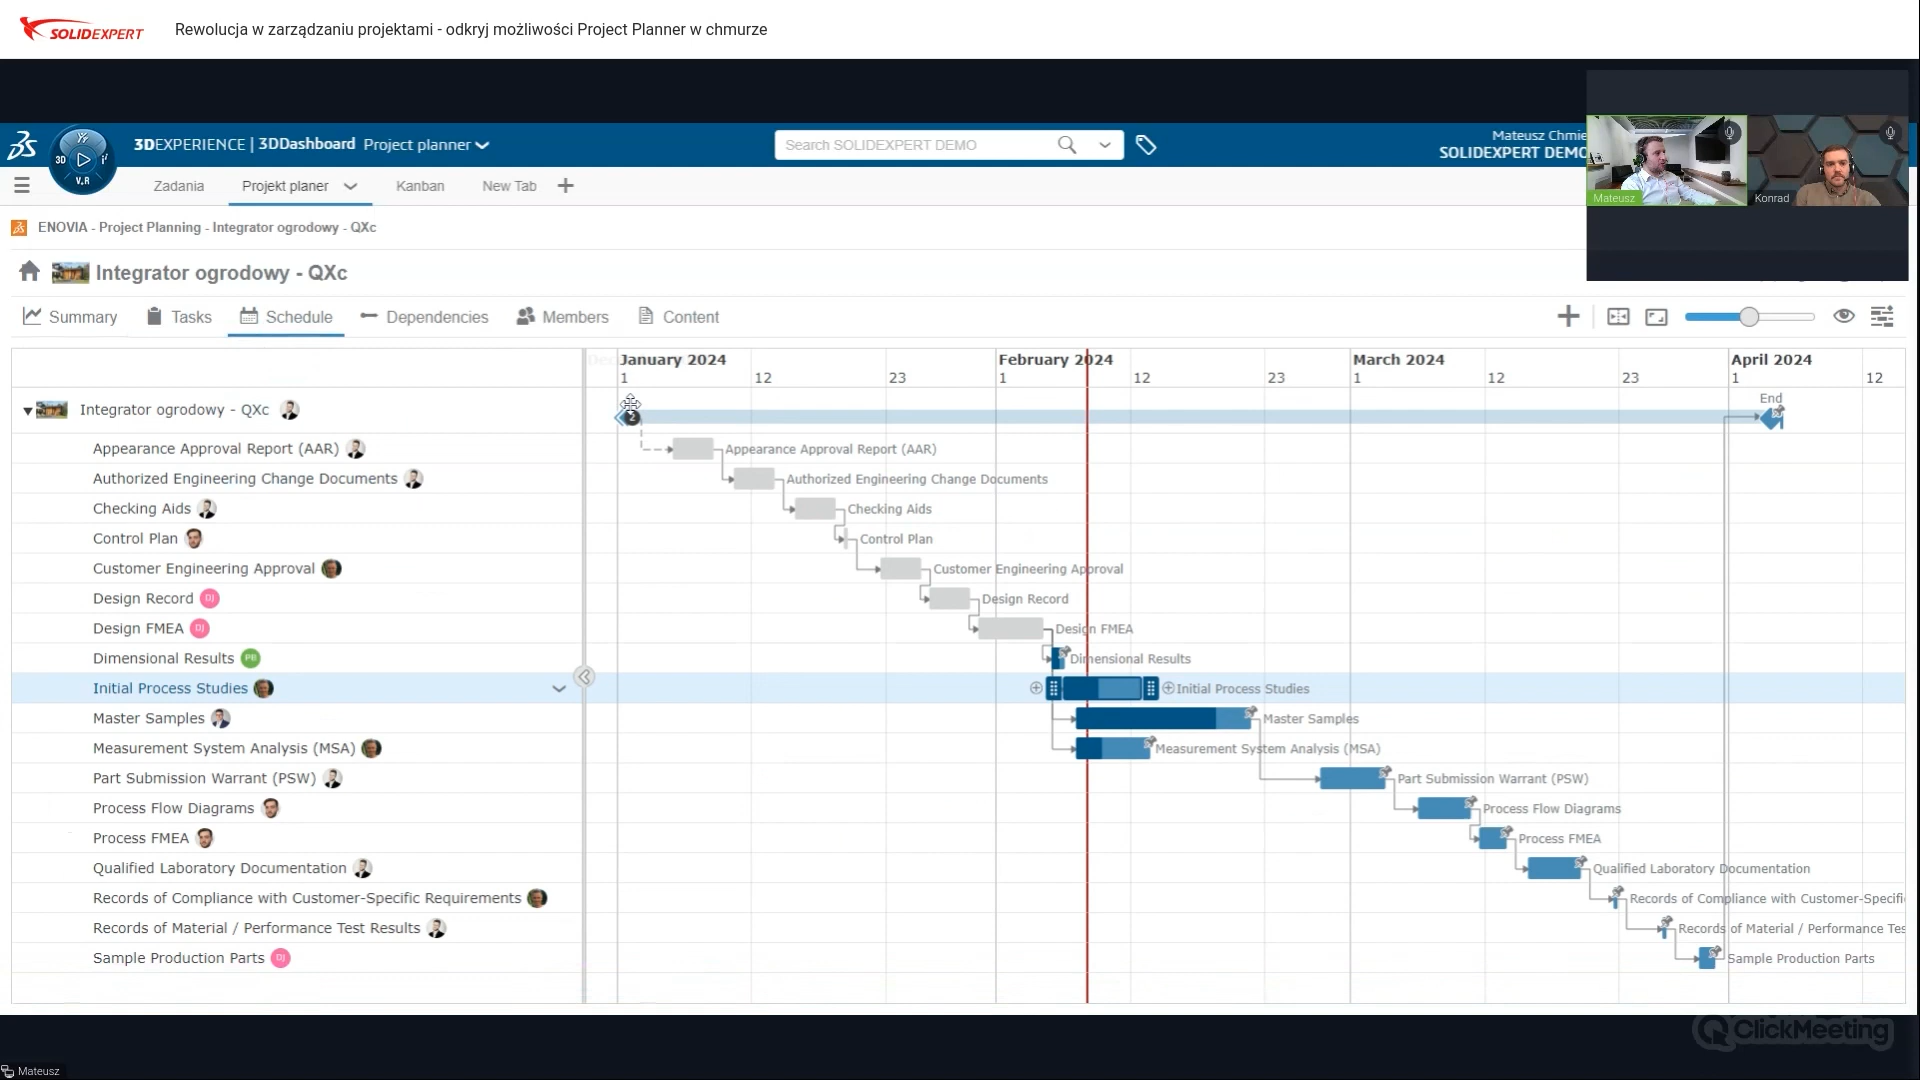 SOLIDEXPERT
Rewolucja w zarządzaniu projektami - odkryj możliwości Project Planner w chmurze
3DEXPERIENCE | 3DDashboard Project planner
Search SOLIDEXPERT DEMO
Mateusz Chmie
SOLIDEXPERT DEMO
3D
V.R
Mateusz
Konrad
Zadania
Projekt planer
Kanban
New Tab
ENOVIA - Project Planning - Integrator ogrodowy - QXc
Integrator ogrodowy - QXc
Summary
Tasks
Schedule
Dependencies
Members
Content
January 2024
February 2024
March 2024
April 2024
1
12
23
1
12
23
1
12
23
1
12
Integrator ogrodowy - QXc
2
End
Appearance Approval Report (AAR)
Appearance Approval Report (AAR)
Authorized Engineering Change Documents
Authorized Engineering Change Documents
Checking Aids
Checking Aids
Control Plan
Control Plan
Customer Engineering Approval
Customer Engineering Approval
Design Record DJ
Design Record
Design FMEA DJ
Design FMEA
Dimensional Results PB
Dimensional Results
Initial Process Studies
Initial Process Studies
Master Samples
Master Samples
Measurement System Analysis (MSA)
Measurement System Analysis (MSA)
Part Submission Warrant (PSW)
Part Submission Warrant (PSW)
Process Flow Diagrams
Process Flow Diagrams
Process FMEA
Process FMEA
Qualified Laboratory Documentation
Qualified Laboratory Documentation
Records of Compliance with Customer-Specific Requirements
Records of Compliance with Customer-Specifi
Records of Material / Performance Test Results
Records of Material / Performance Tes
Sample Production Parts DJ
Sample Production Parts
ClickMeeting
Mateusz